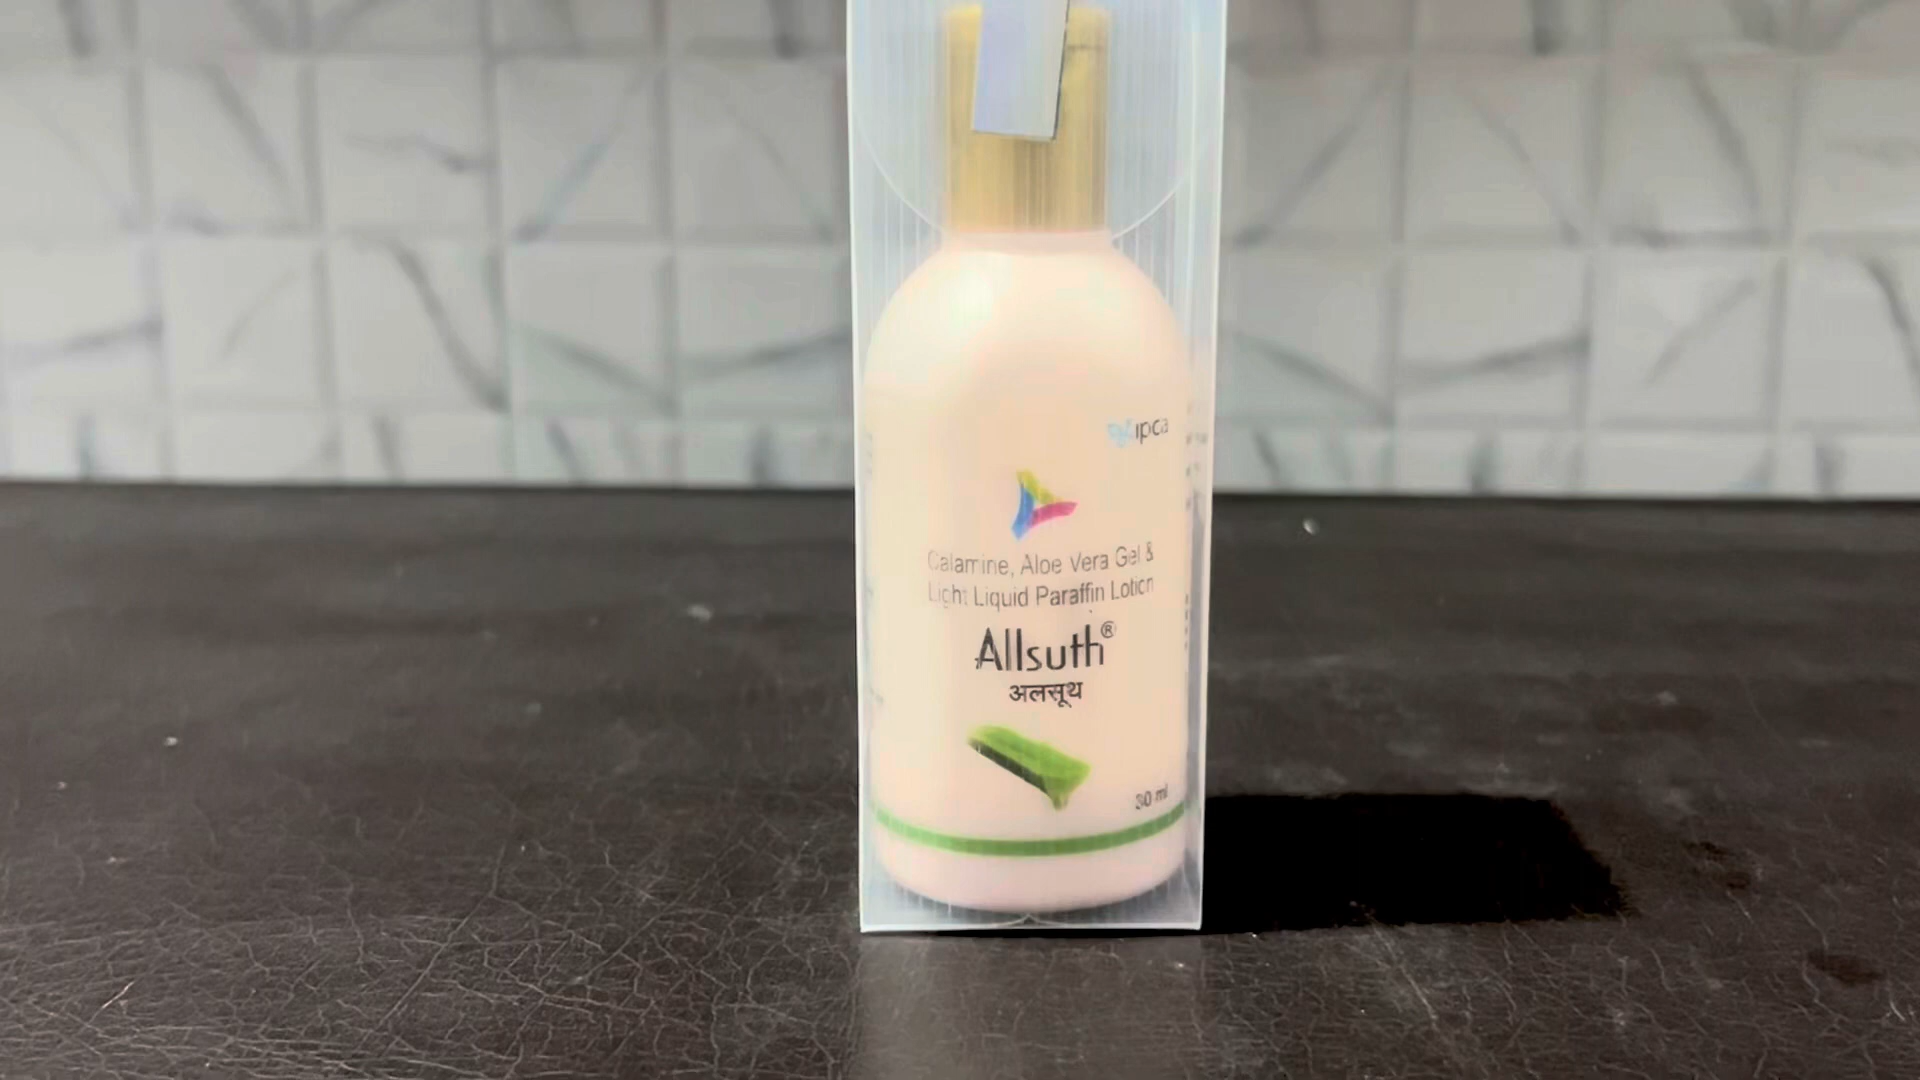 ipca
Calamine, Aloe Vera Gel &
Light Liquid Paraffin Lotion
Allsuth®
अलसूथ
30 ml